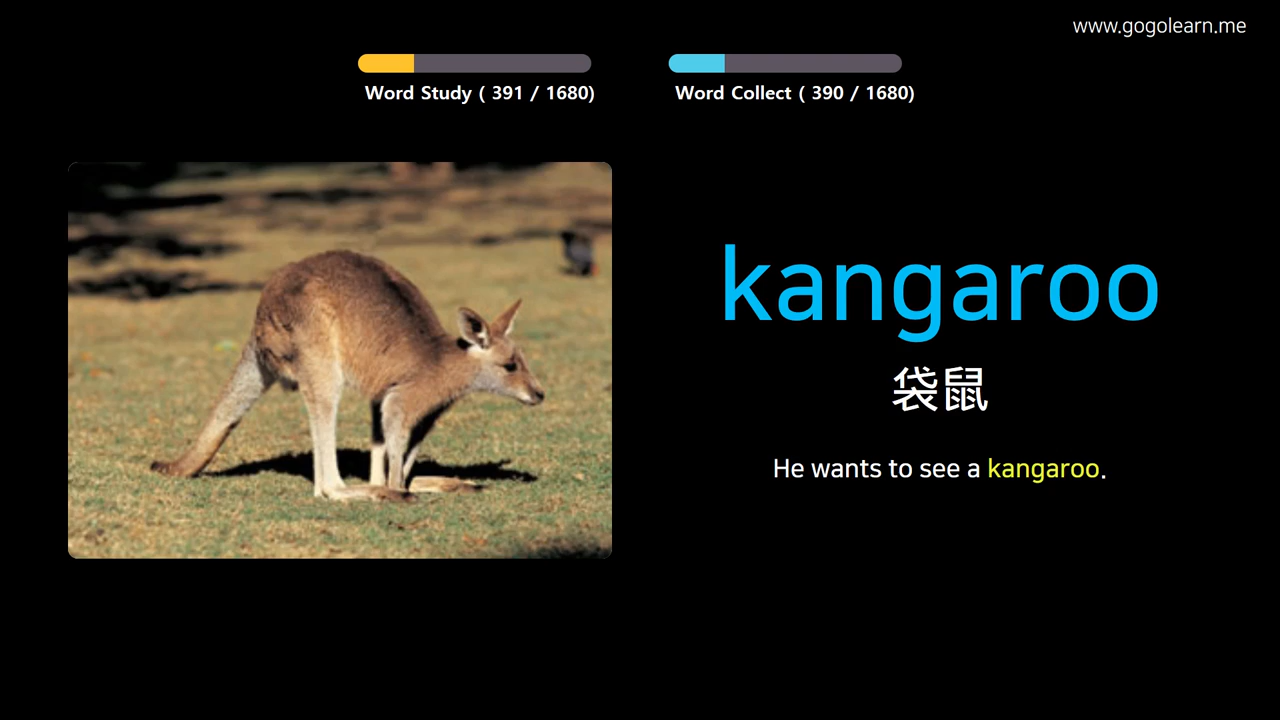 www.gogolearn.me
Word Study ( 391 / 1680)
Word Collect ( 390 / 1680)
kangaroo
袋鼠
He wants to see a kangaroo.